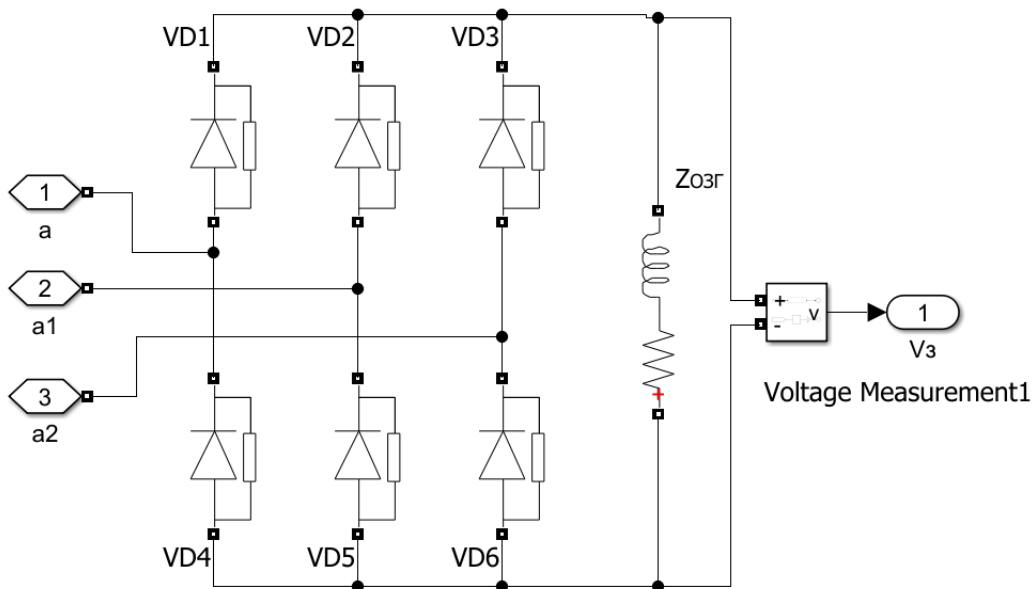 VD1
VD2
VD3
1
a
2
a1
3
a2
ZОЗГ
+
-
v
1
Vз
Voltage Measurement1
VD4
VD5
VD6